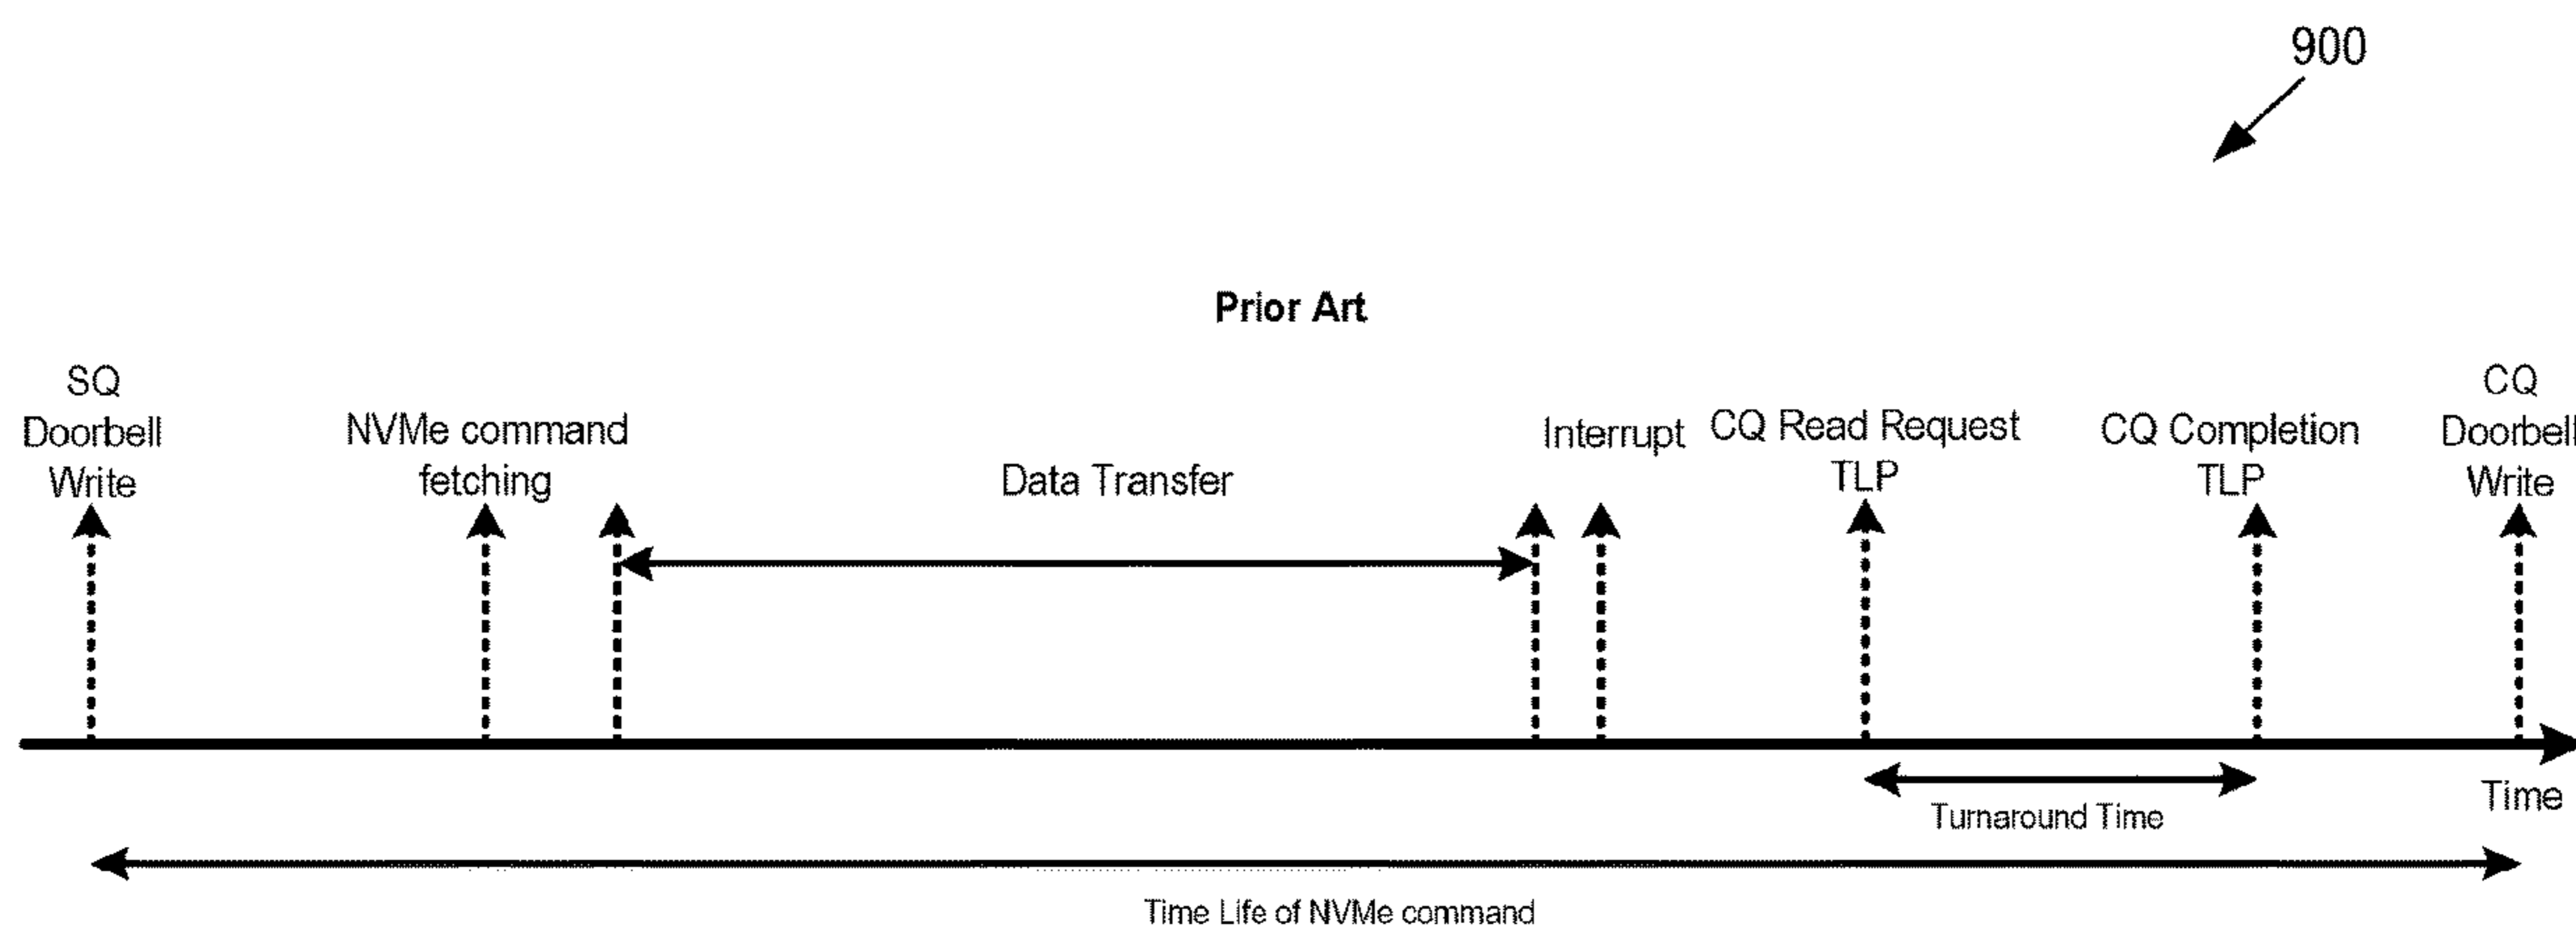 900
Prior Art
SQ
Doorbell
Write
NVMe command
fetching
Data Transfer
Interrupt
CQ Read Request
TLP
CQ Completion
TLP
CQ
Doorbell
Write
Time
Turnaround Time
Time Life of NVMe command